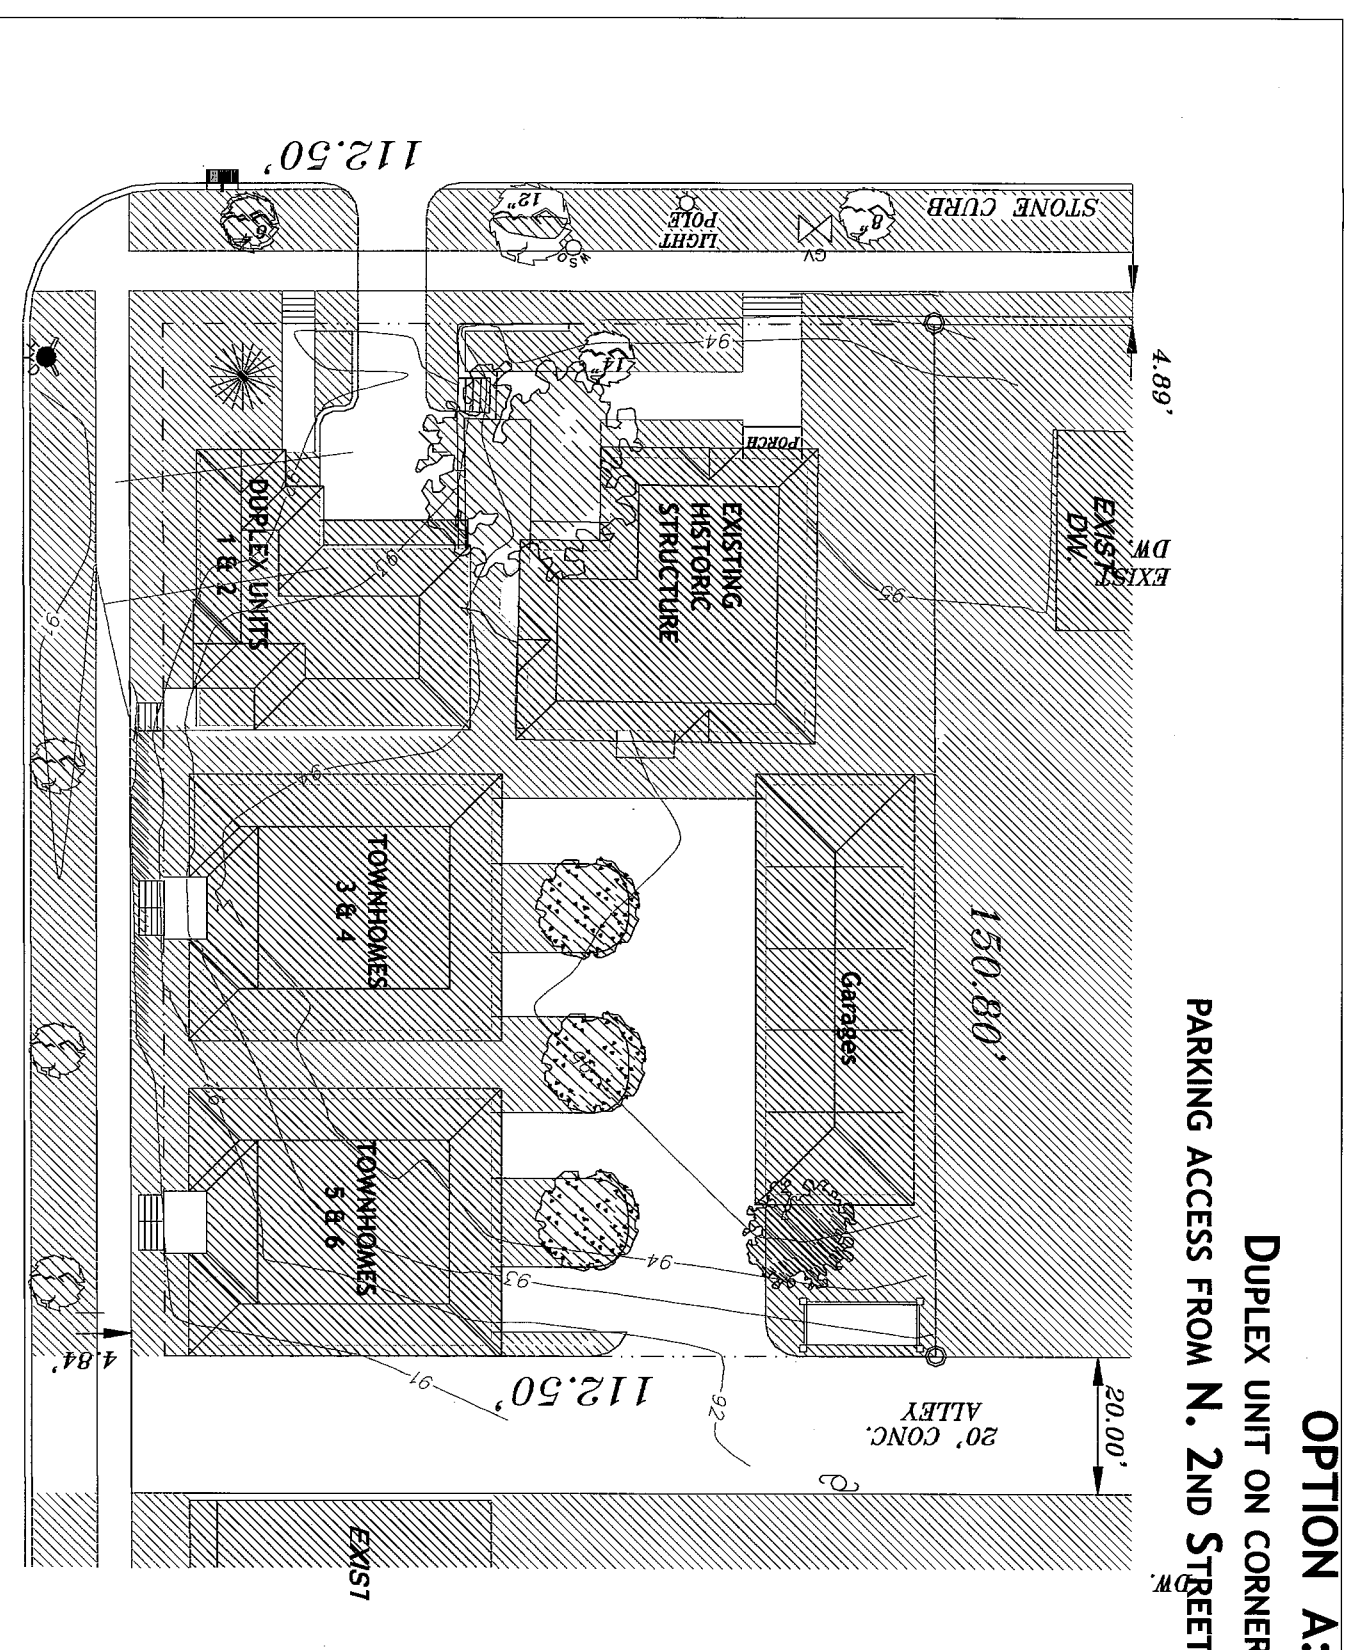 OPTION A:
DUPLEX UNIT ON CORNER
PARKING ACCESS FROM N. 2ND STREET
112.50'
STONE CURB
8"
GV
LIGHT
POLE
12"
WSO
6"
4.89'
94
14"
PORCH
EXISTING
HISTORIC
STRUCTURE
DUPLEX UNITS
1 & 2
93
95
EXIST
DW.
EXIST
DW.
HYD
94
TOWNHOMES
3 & 4
Garages
150.80'
TOWNHOMES
5 & 6
94
93
4.84'
91
112.50'
92
20' CONC.
ALLEY
20.00'
EXIST
DW.